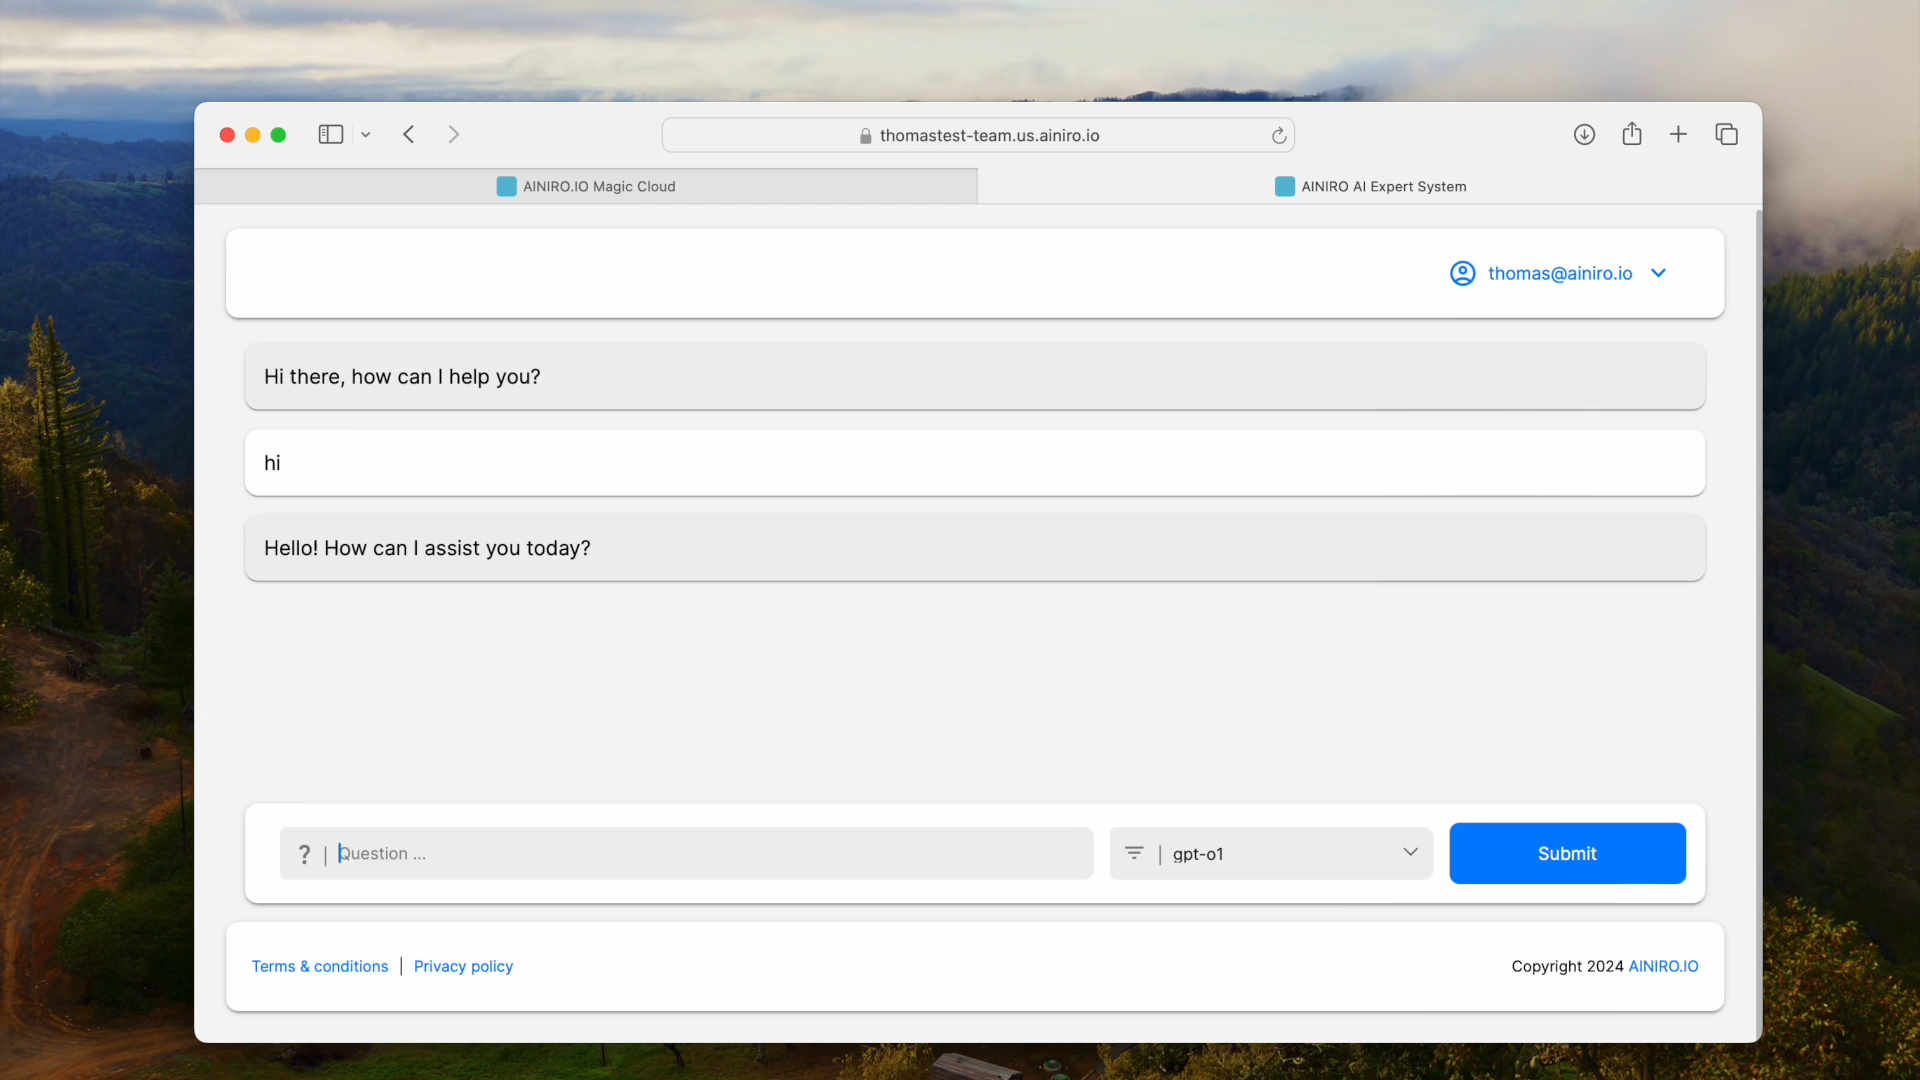 thomastest-team.us.ainiro.io
AINIRO.IO Magic Cloud
AINIRO AI Expert System
thomas@ainiro.io
Hi there, how can I help you?
hi
Hello! How can I assist you today?
? | Question ...
| gpt-o1
Submit
Terms & conditions | Privacy policy
Copyright 2024 AINIRO.IO